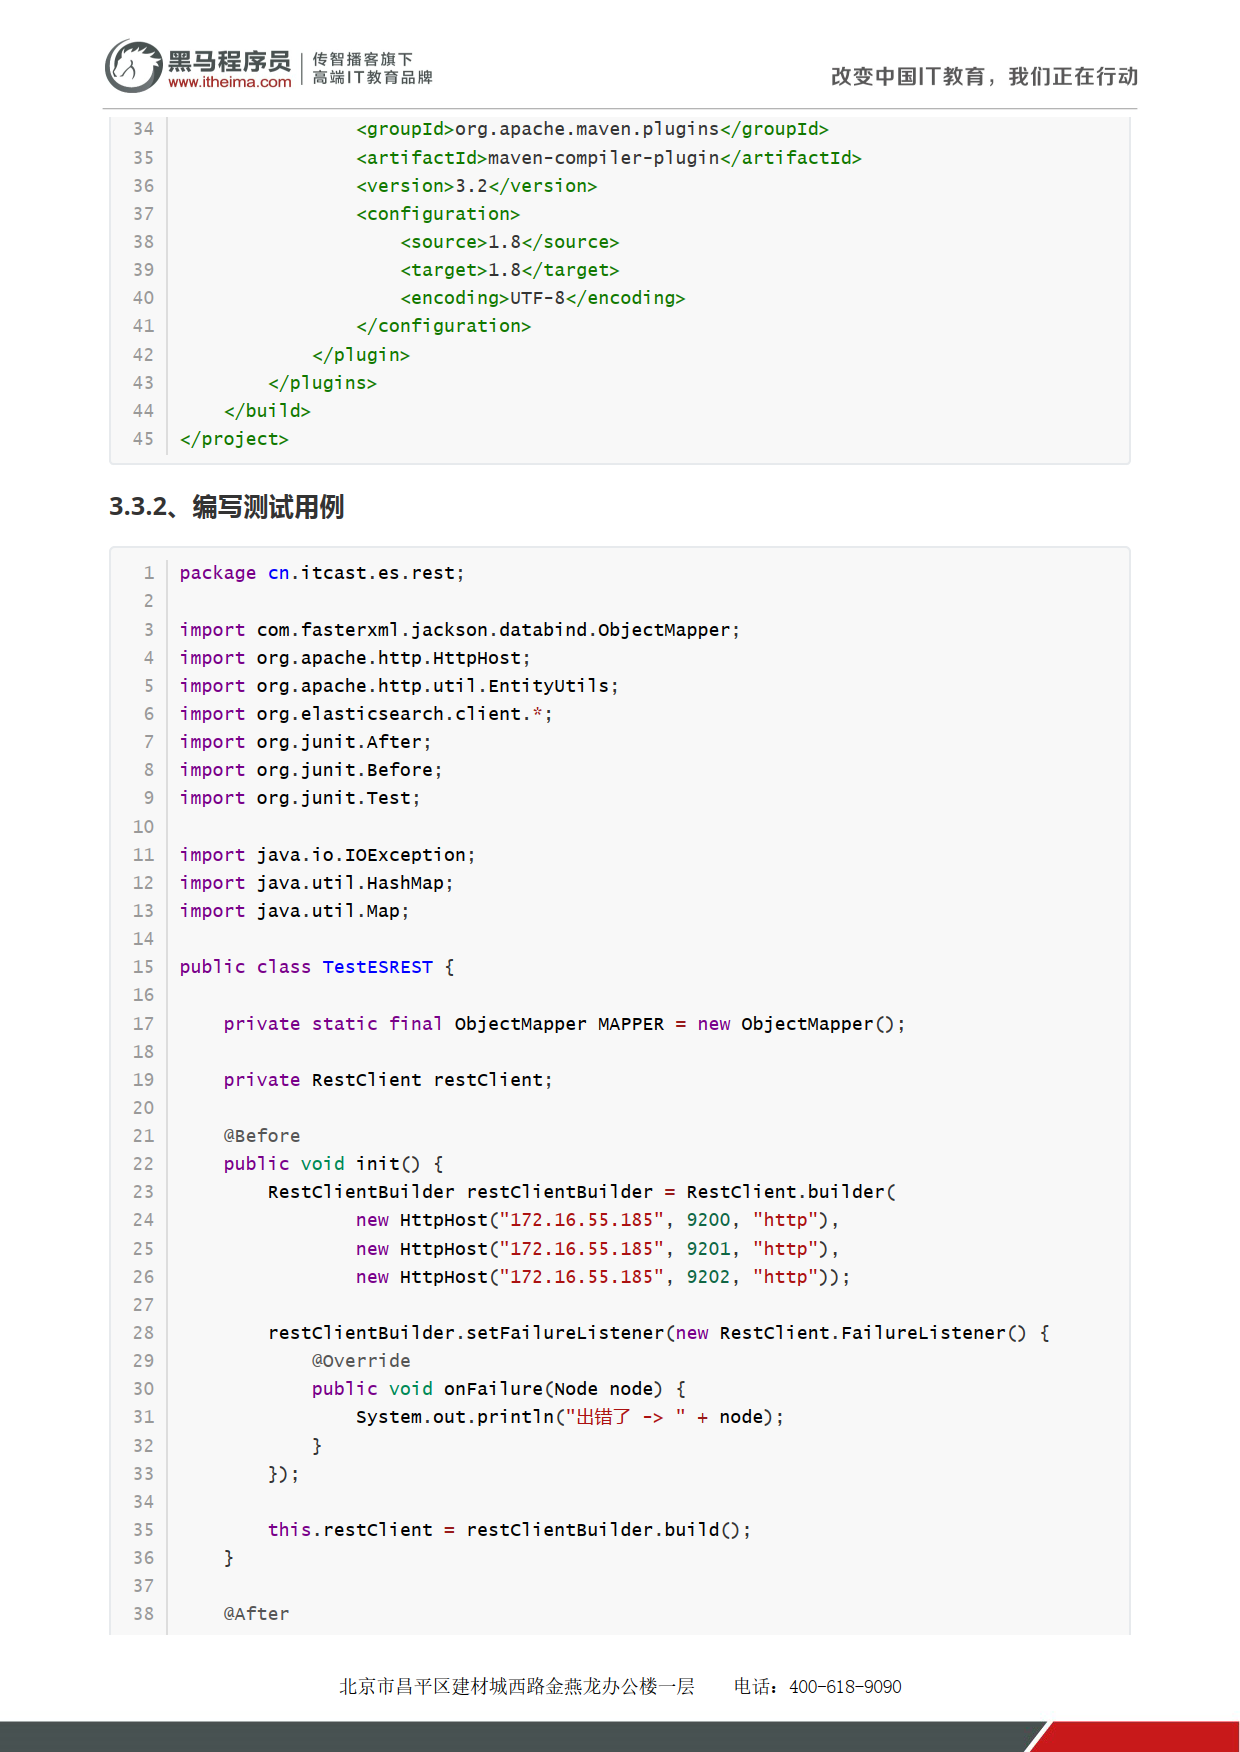 黑马程序员
www.itheima.com
传智播客旗下
高端IT教育品牌
改变中国IT教育，我们正在行动
34                 <groupId>org.apache.maven.plugins</groupId>
35                 <artifactId>maven-compiler-plugin</artifactId>
36                 <version>3.2</version>
37                 <configuration>
38                     <source>1.8</source>
39                     <target>1.8</target>
40                     <encoding>UTF-8</encoding>
41                 </configuration>
42             </plugin>
43         </plugins>
44     </build>
45 </project>
3.3.2、编写测试用例
1 package cn.itcast.es.rest;
2
3 import com.fasterxml.jackson.databind.ObjectMapper;
4 import org.apache.http.HttpHost;
5 import org.apache.http.util.EntityUtils;
6 import org.elasticsearch.client.*;
7 import org.junit.After;
8 import org.junit.Before;
9 import org.junit.Test;
10
11 import java.io.IOException;
12 import java.util.HashMap;
13 import java.util.Map;
14
15 public class TestESREST {
16
17     private static final ObjectMapper MAPPER = new ObjectMapper();
18
19     private RestClient restClient;
20
21     @Before
22     public void init() {
23         RestClientBuilder restClientBuilder = RestClient.builder(
24                 new HttpHost("172.16.55.185", 9200, "http"),
25                 new HttpHost("172.16.55.185", 9201, "http"),
26                 new HttpHost("172.16.55.185", 9202, "http"));
27
28         restClientBuilder.setFailureListener(new RestClient.FailureListener() {
29             @Override
30             public void onFailure(Node node) {
31                 System.out.println("出错了 -> " + node);
32             }
33         });
34
35         this.restClient = restClientBuilder.build();
36     }
37
38     @After
北京市昌平区建材城西路金燕龙办公楼一层 电话：400-618-9090